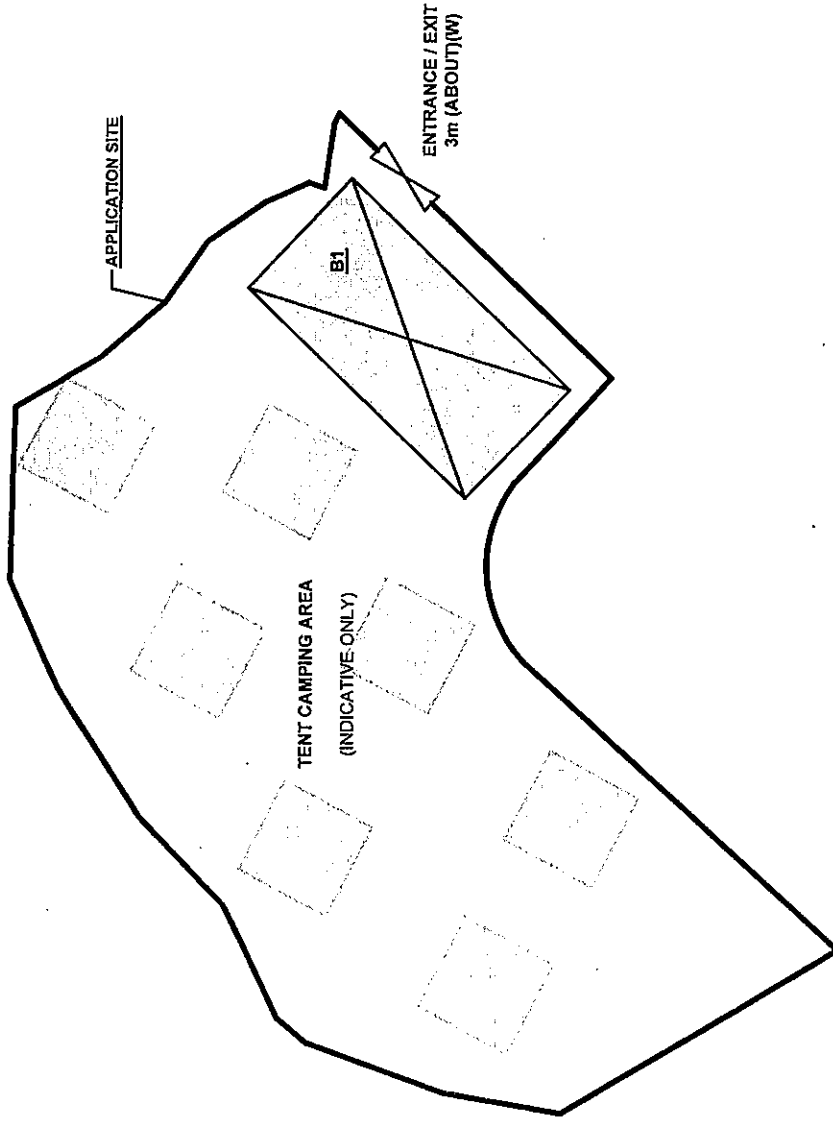 APPLICATION SITE
ENTRANCE / EXIT
3m (ABOUT)(W)
B1
TENT CAMPING AREA
(INDICATIVE ONLY)